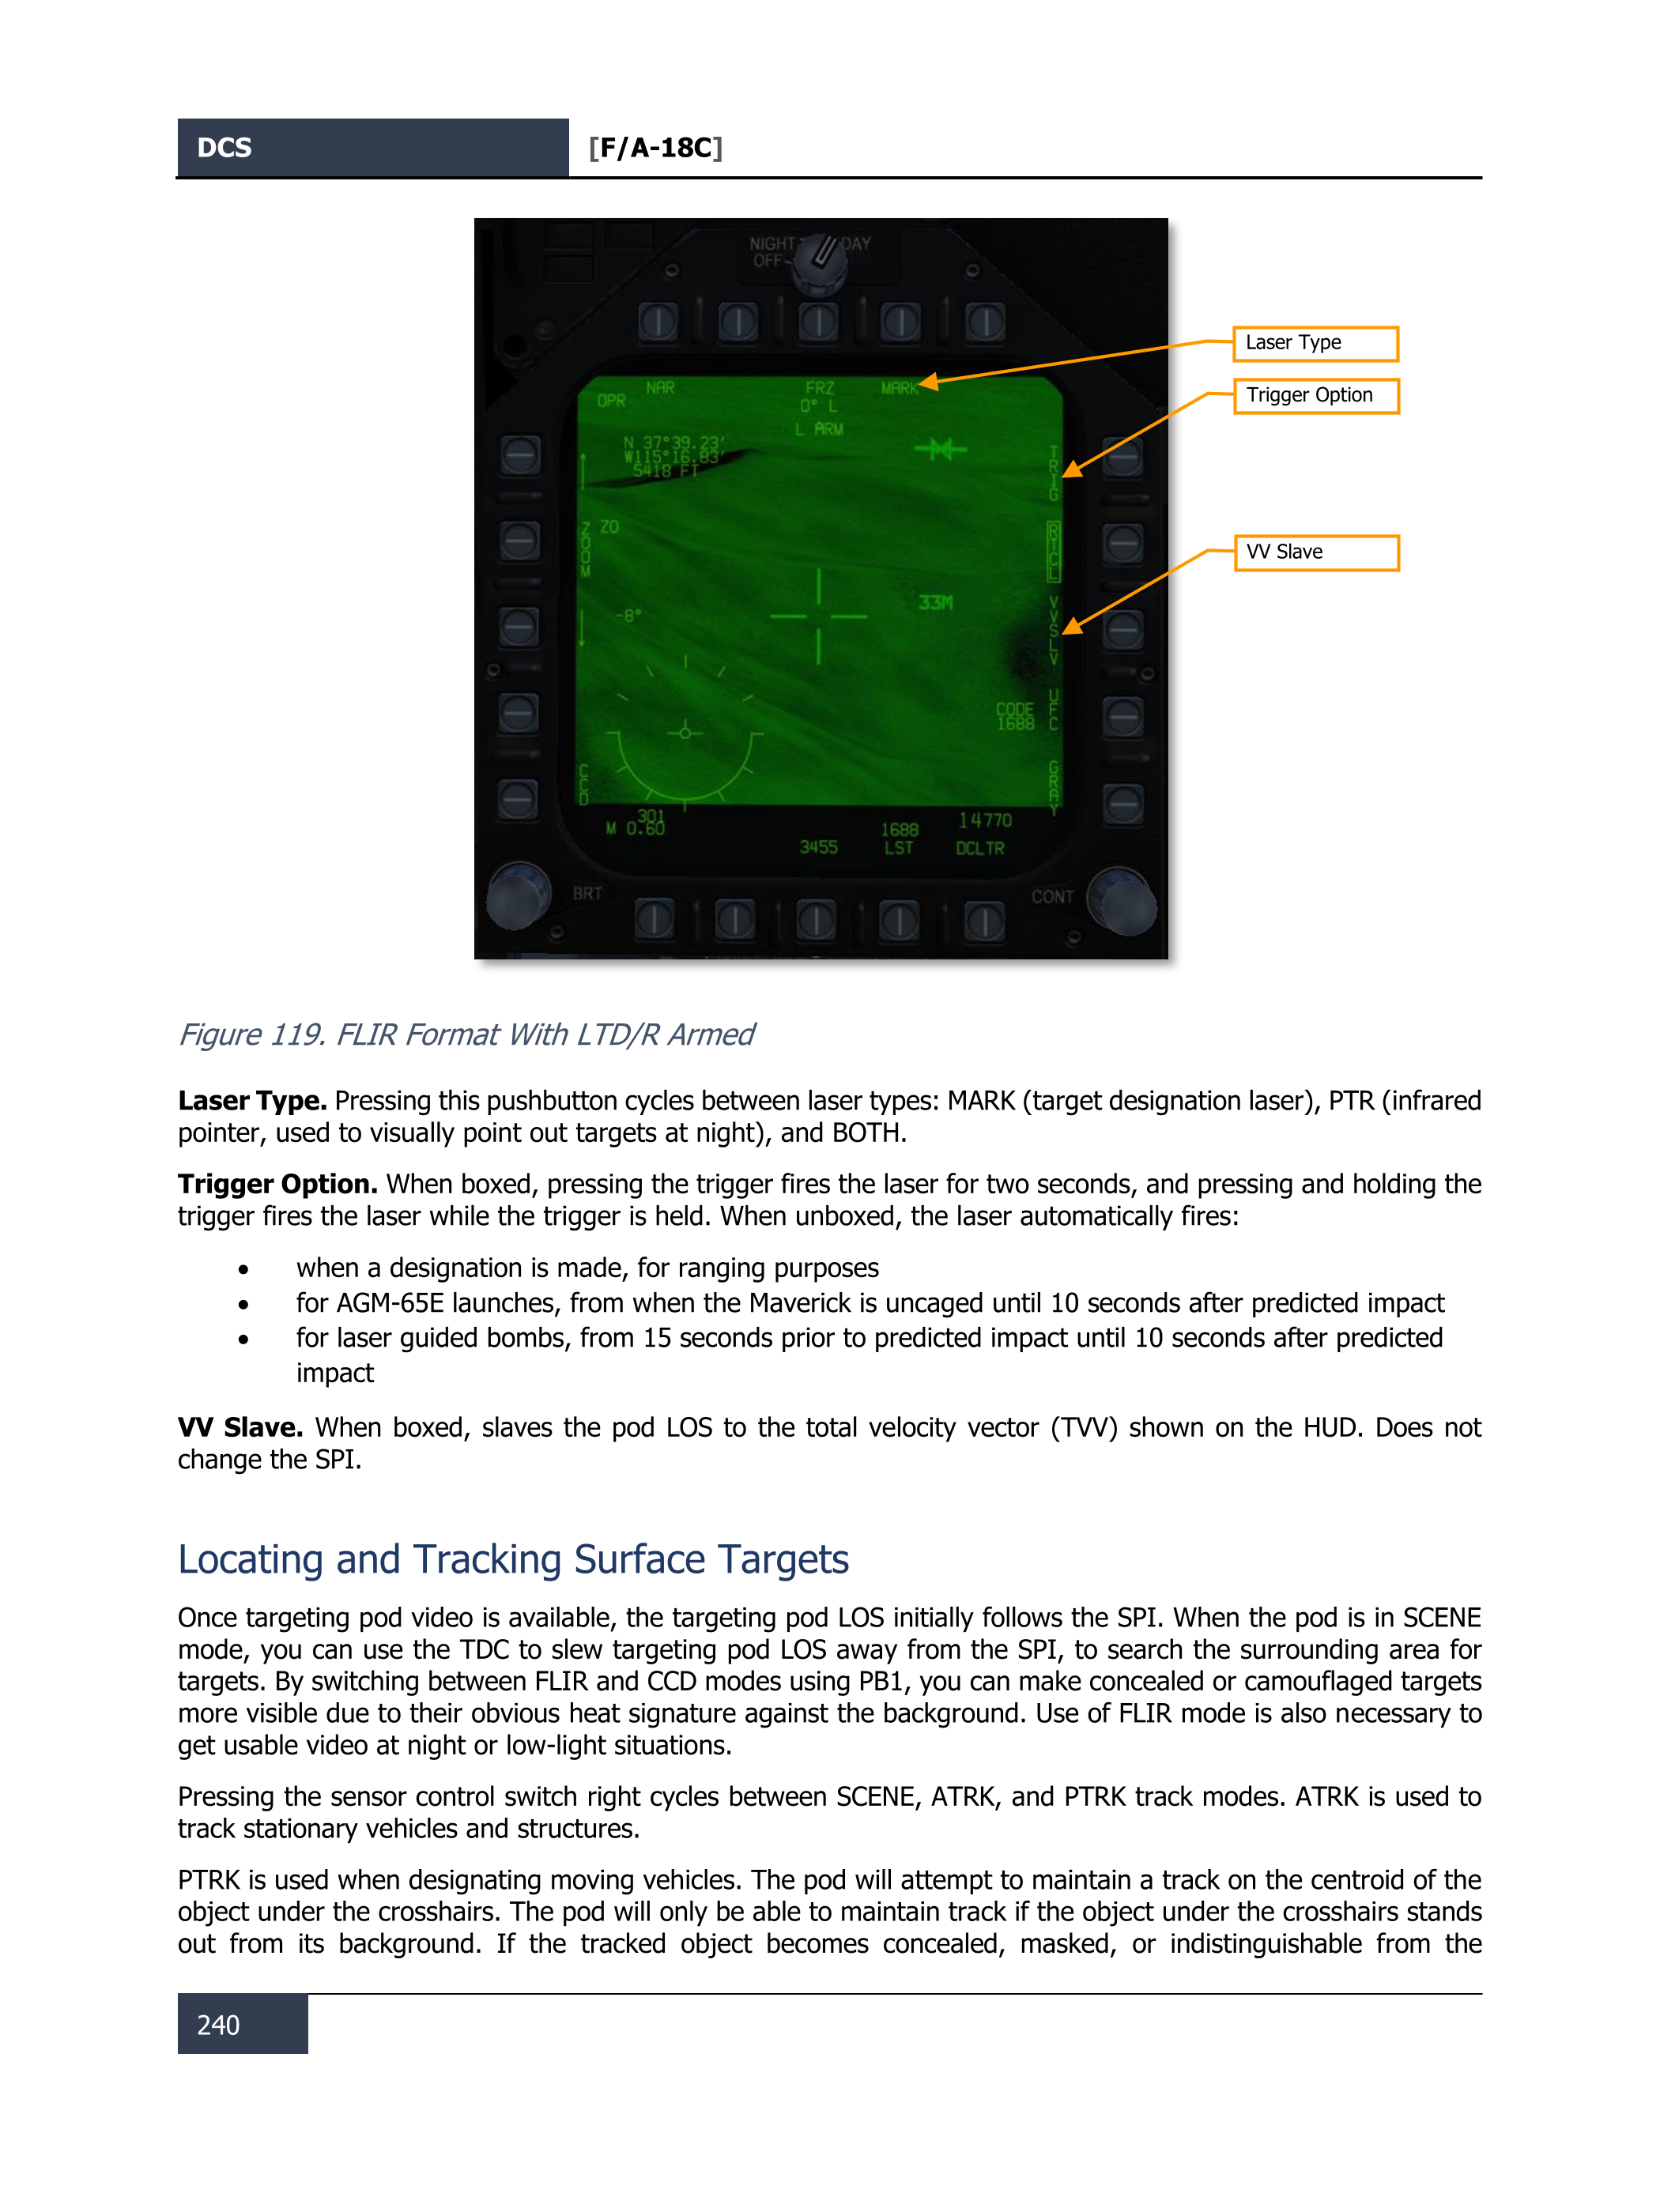 DCS
[F/A-18C]
NIGHT DAY
OFF
Laser Type
Trigger Option
VV Slave
NAR FRZ MARK
OPR 0° L
L ARM
N 37°39.23'
W115°16.83'
5418 FT
TRIG
ZOOM ZO
RTCL
-8° 33M
VVSLV
CODE
1688
UFC
CCD
GRAY
301
M 0.60
14770
1688
3455 LST DCLTR
BRT CONT
Figure 119. FLIR Format With LTD/R Armed
Laser Type. Pressing this pushbutton cycles between laser types: MARK (target designation laser), PTR (infrared
pointer, used to visually point out targets at night), and BOTH.
Trigger Option. When boxed, pressing the trigger fires the laser for two seconds, and pressing and holding the
trigger fires the laser while the trigger is held. When unboxed, the laser automatically fires:
• when a designation is made, for ranging purposes
• for AGM-65E launches, from when the Maverick is uncaged until 10 seconds after predicted impact
• for laser guided bombs, from 15 seconds prior to predicted impact until 10 seconds after predicted
impact
VV Slave. When boxed, slaves the pod LOS to the total velocity vector (TVV) shown on the HUD. Does not
change the SPI.
Locating and Tracking Surface Targets
Once targeting pod video is available, the targeting pod LOS initially follows the SPI. When the pod is in SCENE
mode, you can use the TDC to slew targeting pod LOS away from the SPI, to search the surrounding area for
targets. By switching between FLIR and CCD modes using PB1, you can make concealed or camouflaged targets
more visible due to their obvious heat signature against the background. Use of FLIR mode is also necessary to
get usable video at night or low-light situations.
Pressing the sensor control switch right cycles between SCENE, ATRK, and PTRK track modes. ATRK is used to
track stationary vehicles and structures.
PTRK is used when designating moving vehicles. The pod will attempt to maintain a track on the centroid of the
object under the crosshairs. The pod will only be able to maintain track if the object under the crosshairs stands
out from its background. If the tracked object becomes concealed, masked, or indistinguishable from the
240